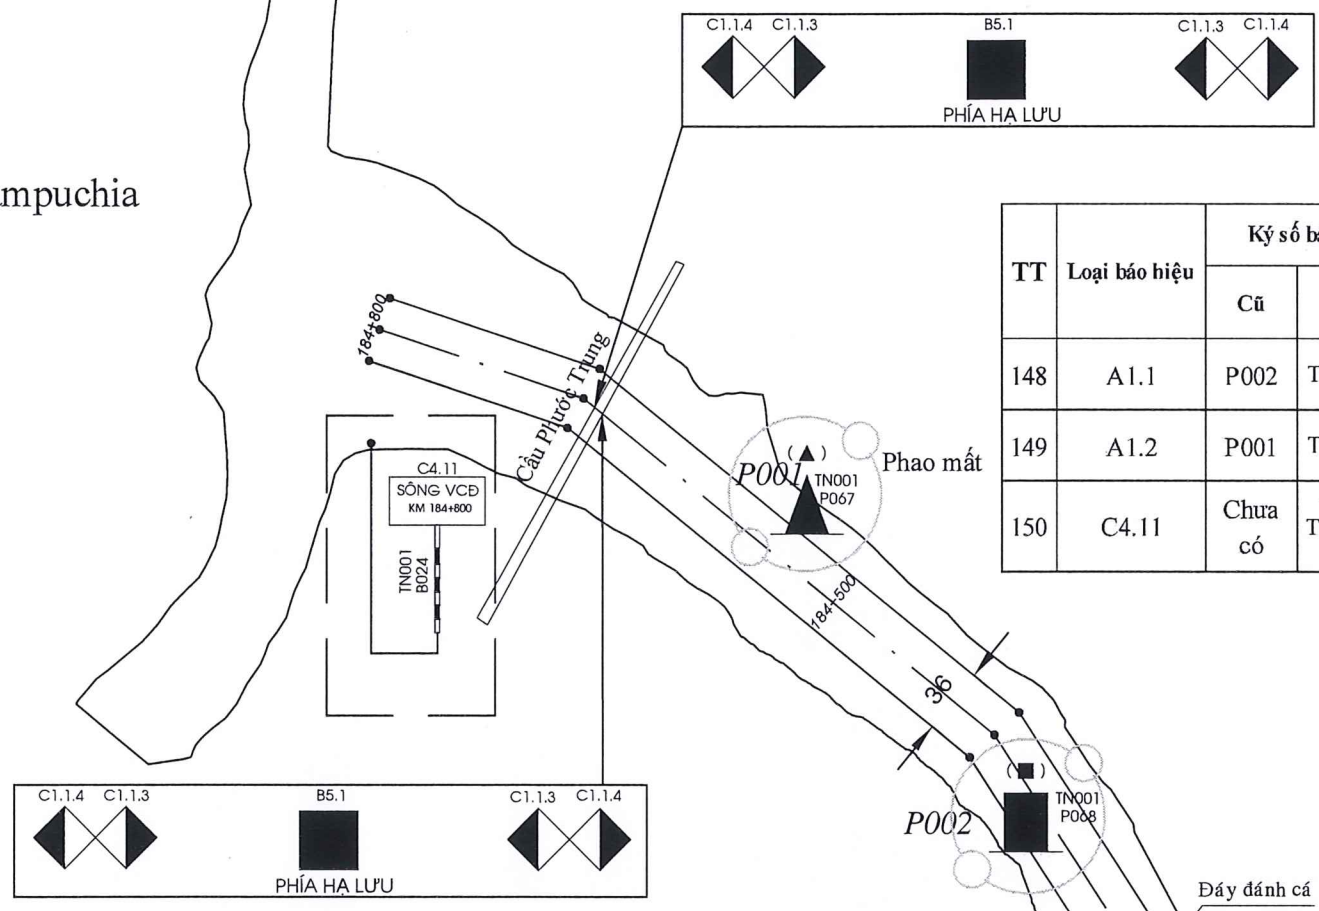 C1.1.4 C1.1.3 B5.1 C1.1.3 C1.1.4
PHÍA HẠ LƯU
mpuchia
TT Loại báo hiệu Ký số
Cũ
148 A1.1 P002 T
149 A1.2 P001 T
150 C4.11 Chưa có T
184+800
Cầu Phước Trung
P001
( )
TN001
P067
Phao mất
C4.11
SÔNG VCĐ
KM 184+800
TN001
B024
184+500
36
( )
P002
TN001
P068
C1.1.4 C1.1.3 B5.1 C1.1.3 C1.1.4
PHÍA HẠ LƯU
Đáy đánh cá